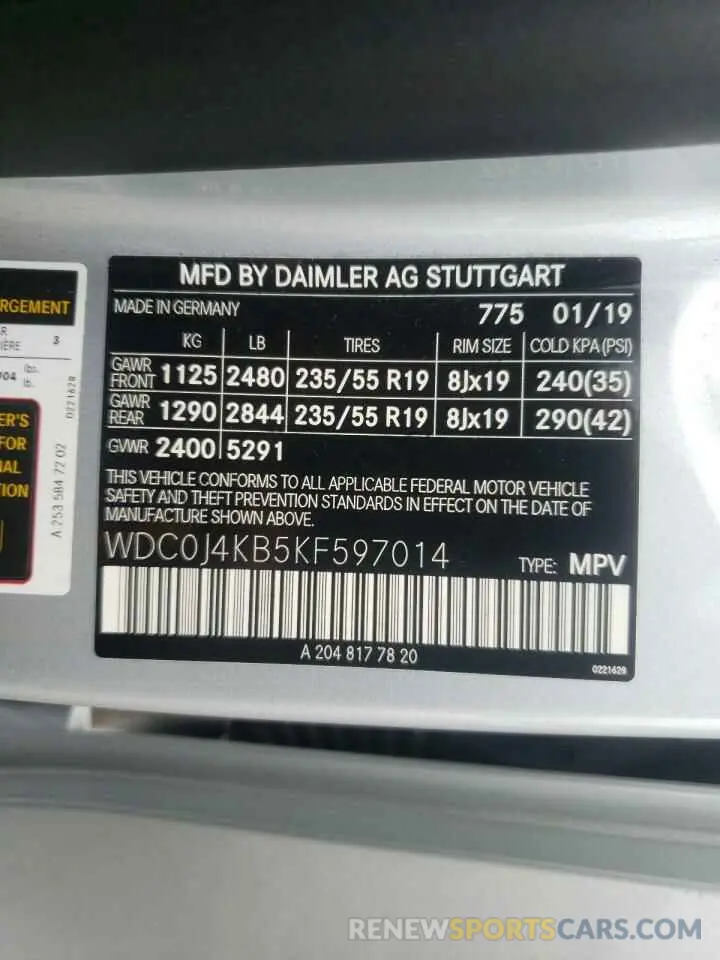 RGEMENT
3
lbs.
lb.
ER'S
FOR
TION
0221628
A 253 584 72 02
MFD BY DAIMLER AG STUTTGART
MADE IN GERMANY 775 01/19
KG LB TIRES RIM SIZE COLD KPA(PSI)
GAWR FRONT 1125 2480 235/55 R19 8Jx19 240(35)
GAWR REAR 1290 2844 235/55 R19 8Jx19 290(42)
GVWR 2400 5291
THIS VEHICLE CONFORMS TO ALL APPLICABLE FEDERAL MOTOR VEHICLE
SAFETY AND THEFT PREVENTION STANDARDS IN EFFECT ON THE DATE OF
MANUFACTURE SHOWN ABOVE.
WDC0J4KB5KF597014 TYPE: MPV
A 204 817 78 20
0221628
RENEWSPORTSCARS.COM